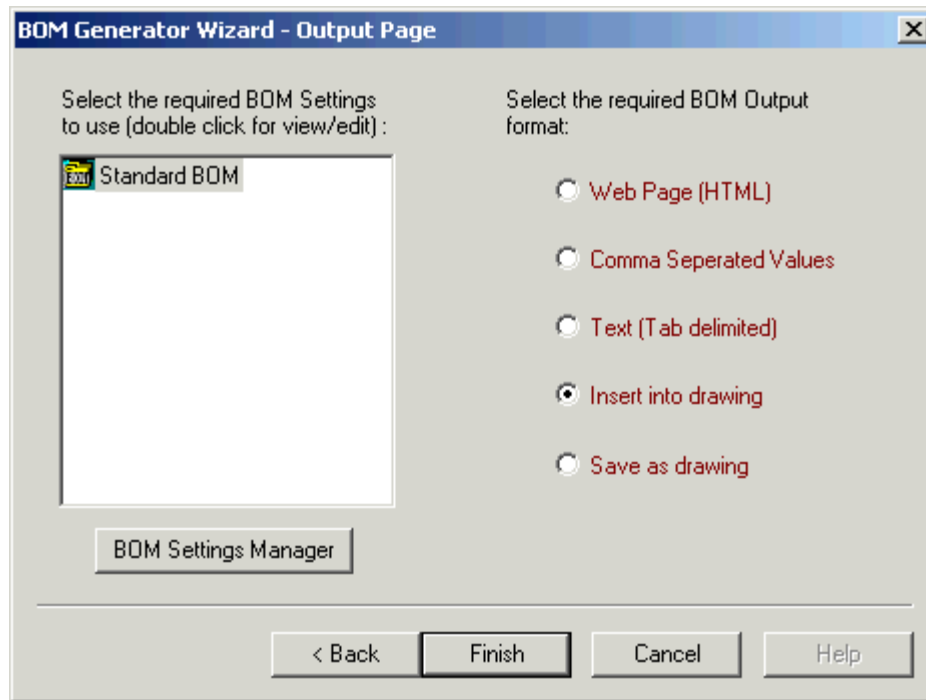 BOM Generator Wizard - Output Page
Select the required BOM Settings
to use (double click for view/edit) :
Standard BOM
BOM Settings Manager
Select the required BOM Output
format:
Web Page (HTML)
Comma Seperated Values
Text (Tab delimited)
Insert into drawing
Save as drawing
< Back
Finish
Cancel
Help